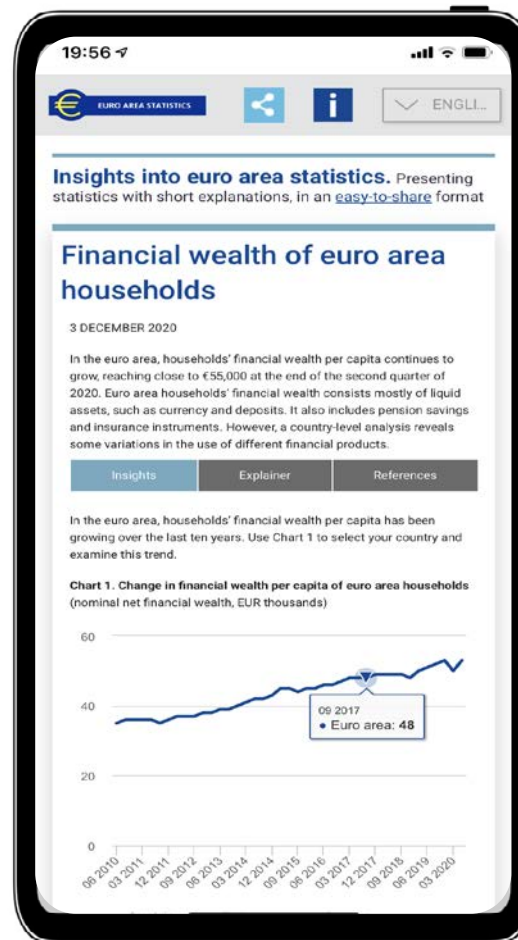 19:56
EURO AREA STATISTICS
i
ENGLI...
Insights into euro area statistics. Presenting
statistics with short explanations, in an easy-to-share format
Financial wealth of euro area
households
3 DECEMBER 2020
In the euro area, households' financial wealth per capita continues to
grow, reaching close to €55,000 at the end of the second quarter of
2020. Euro area households' financial wealth consists mostly of liquid
assets, such as currency and deposits. It also includes pension savings
and insurance instruments. However, a country-level analysis reveals
some variations in the use of different financial products.
Insights Explainer References
In the euro area, households' financial wealth per capita has been
growing over the last ten years. Use Chart 1 to select your country and
examine this trend.
Chart 1. Change in financial wealth per capita of euro area households
(nominal net financial wealth, EUR thousands)
60
40
09 2017
• Euro area: 48
20
0
06 2010 03 2011 12 2011 09 2012 06 2013 03 2014 12 2014 09 2015 06 2016 03 2017 12 2017 09 2018 06 2019 03 2020